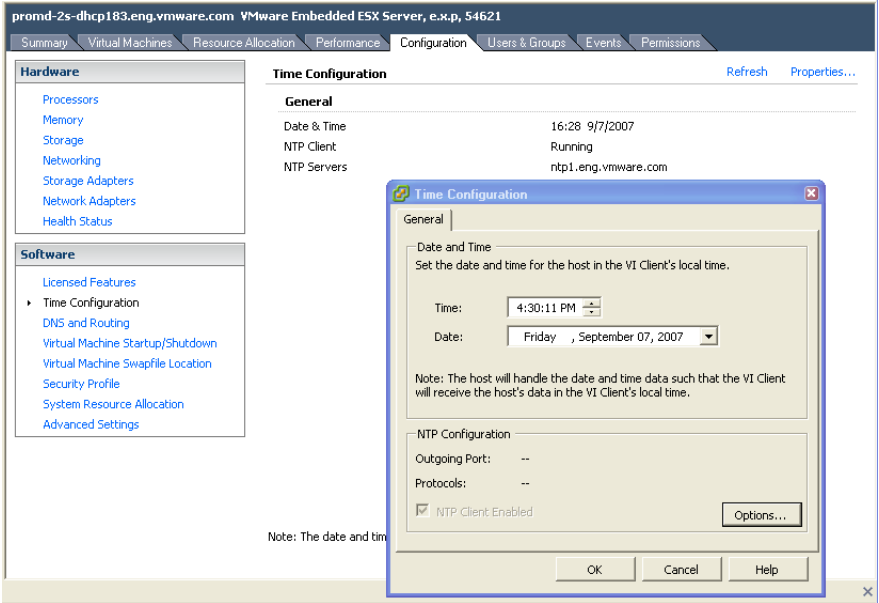 promd-2s-dhcp183.eng.vmware.com VMware Embedded ESX Server, e.x.p, 54621
Summary Virtual Machines Resource Allocation Performance Configuration Users & Groups Events Permissions
Hardware
Processors
Memory
Storage
Networking
Storage Adapters
Network Adapters
Health Status
Software
Licensed Features
Time Configuration
DNS and Routing
Virtual Machine Startup/Shutdown
Virtual Machine Swapfile Location
Security Profile
System Resource Allocation
Advanced Settings
Time Configuration Refresh Properties...
General
Date & Time 16:28 9/7/2007
NTP Client Running
NTP Servers ntp1.eng.vmware.com
Note: The date and tim
Time Configuration
General
Date and Time
Set the date and time for the host in the VI Client's local time.
Time: 4:30:11 PM
Date: Friday , September 07, 2007
Note: The host will handle the date and time data such that the VI Client
will receive the host's data in the VI Client's local time.
NTP Configuration
Outgoing Port: --
Protocols: --
NTP Client Enabled
Options...
OK Cancel Help